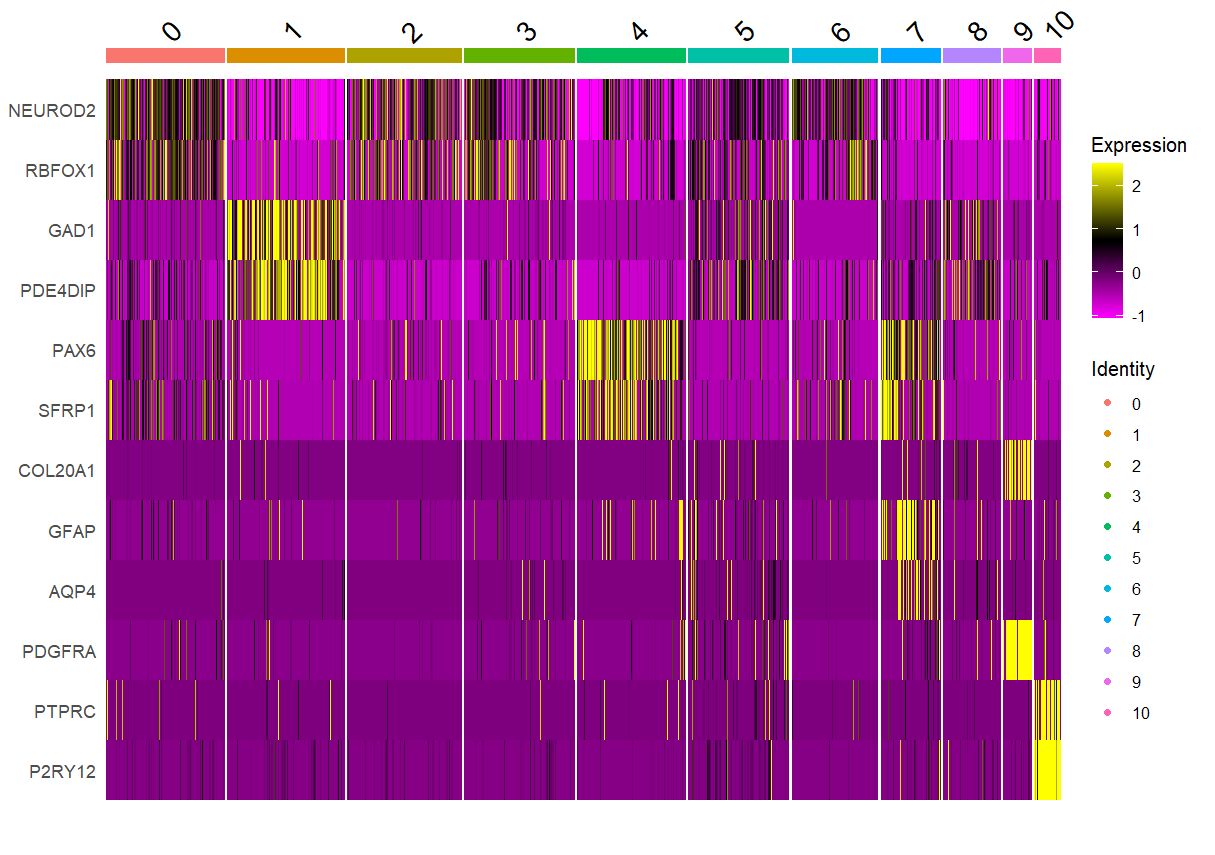 0 1 2 3 4 5 6 7 8 9 10
NEUROD2
RBFOX1
GAD1
PDE4DIP
PAX6
SFRP1
COL20A1
GFAP
AQP4
PDGFRA
PTPRC
P2RY12
Expression
2
1
0
-1
Identity
0
1
2
3
4
5
6
7
8
9
10